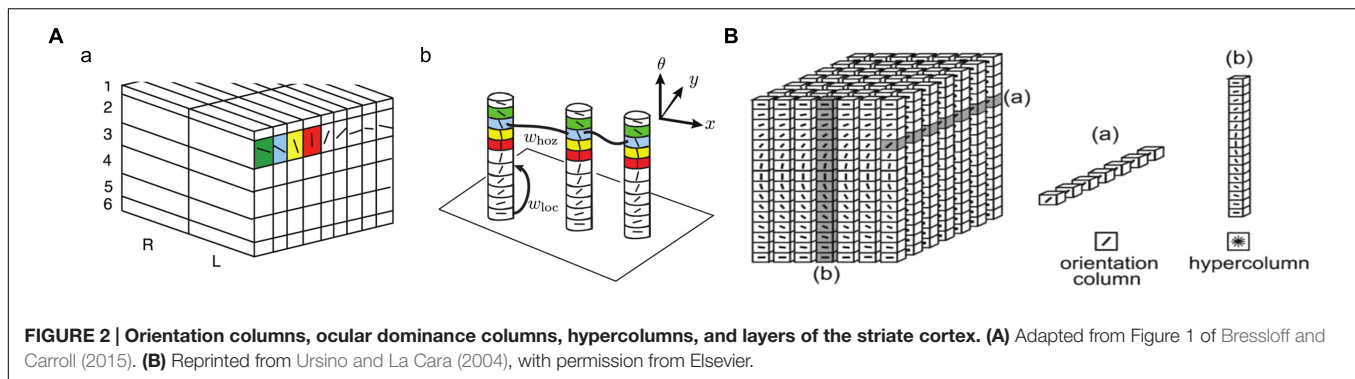 A
a
1
2
3
4
5
6
R
L
b
θ
y
x
w_hoz
w_loc
B
(a)
(b)
(a)
orientation
column
(b)
hypercolumn
FIGURE 2 | Orientation columns, ocular dominance columns, hypercolumns, and layers of the striate cortex. (A) Adapted from Figure 1 of Bressloff and
Carroll (2015). (B) Reprinted from Ursino and La Cara (2004), with permission from Elsevier.